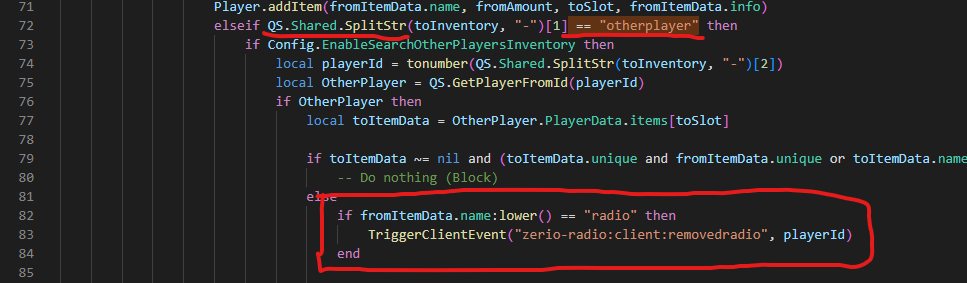 71 Player.addItem(fromItemData.name, fromAmount, toSlot, fromItemData.info)
72 elseif QS.Shared.SplitStr(toInventory, "-")[1] == "otherplayer" then
73 if Config.EnableSearchOtherPlayersInventory then
74 local playerId = tonumber(QS.Shared.SplitStr(toInventory, "-")[2])
75 local OtherPlayer = QS.GetPlayerFromId(playerId)
76 if OtherPlayer then
77 local toItemData = OtherPlayer.PlayerData.items[toSlot]
78
79 if toItemData ~= nil and (toItemData.unique and fromItemData.unique or toItemData.name
80 -- Do nothing (Block)
81 else
82 if fromItemData.name:lower() == "radio" then
83 TriggerClientEvent("zerio-radio:client:removedradio", playerId)
84 end
85